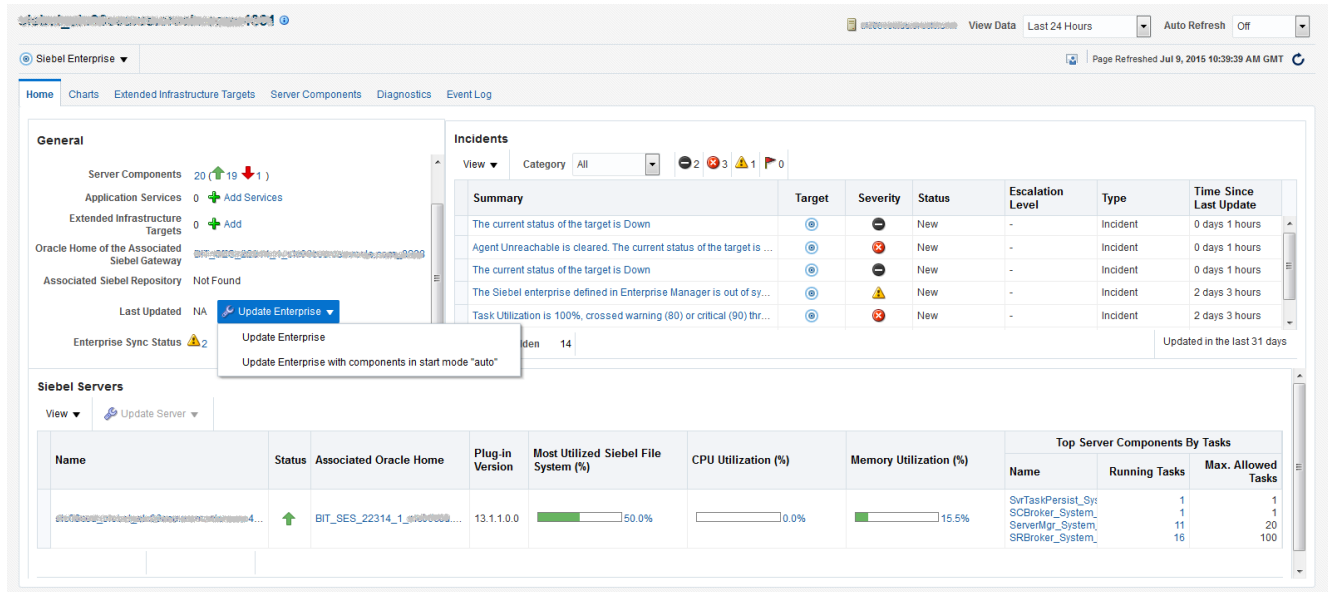 View Data Last 24 Hours Auto Refresh Off
Siebel Enterprise
Page Refreshed Jul 9, 2015 10:39:39 AM GMT
Home Charts Extended Infrastructure Targets Server Components Diagnostics Event Log
General
Server Components 20 ( 19 1 )
Application Services 0 Add Services
Extended Infrastructure
Targets 0 Add
Oracle Home of the Associated
Siebel Gateway
Associated Siebel Repository Not Found
Last Updated NA Update Enterprise
Update Enterprise
Update Enterprise with components in start mode "auto"
Enterprise Sync Status 2
Incidents
View Category All 2 3 1 0
Summary Target Severity Status Escalation Level Type Time Since Last Update
The current status of the target is Down New - Incident 0 days 1 hours
Agent Unreachable is cleared. The current status of the target is ... New - Incident 0 days 1 hours
The current status of the target is Down New - Incident 0 days 1 hours
The Siebel enterprise defined in Enterprise Manager is out of sy... New - Incident 2 days 3 hours
Task Utilization is 100%, crossed warning (80) or critical (90) thr... New - Incident 2 days 3 hours
14
Updated in the last 31 days
Siebel Servers
View Update Server
Name Status Associated Oracle Home Plug-in Version Most Utilized Siebel File System (%) CPU Utilization (%) Memory Utilization (%) Top Server Components By Tasks
Name Running Tasks Max. Allowed Tasks
4... BIT_SES_22314_1_ 13.1.1.0.0 50.0% 0.0% 15.5%
SvrTaskPersist_Sys 1 1
SCBroker_System_ 1 1
ServerMgr_System_ 11 20
SRBroker_System_ 16 100